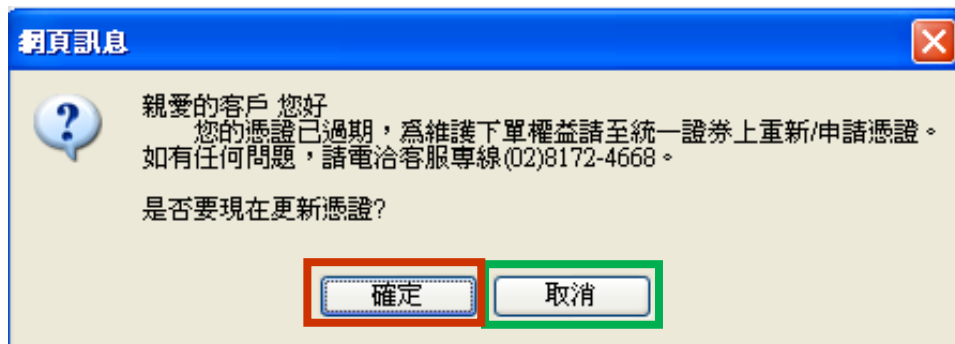 網頁訊息
親愛的客戶 您好
您的憑證已過期，為維護下單權益請至統一證券上重新/申請憑證。
如有任何問題，請電洽客服專線(02)8172-4668。
是否要現在更新憑證?
確定
取消